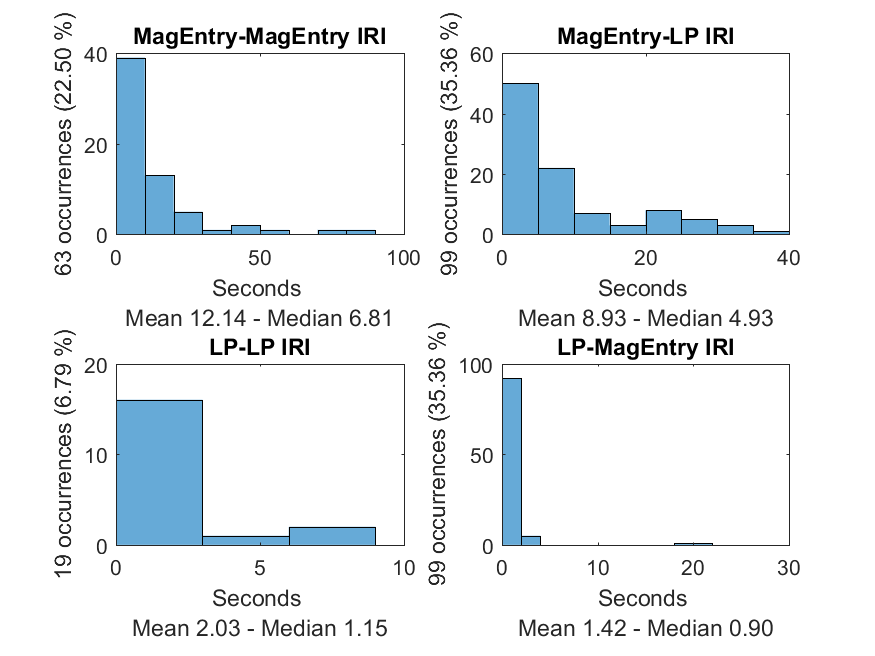 MagEntry-MagEntry IRI
63 occurrences (22.50 %)
40
20
0
0 50 100
Seconds
Mean 12.14 - Median 6.81
MagEntry-LP IRI
99 occurrences (35.36 %)
60
40
20
0
0 20 40
Seconds
Mean 8.93 - Median 4.93
LP-LP IRI
19 occurrences (6.79 %)
20
10
0
0 5 10
Seconds
Mean 2.03 - Median 1.15
LP-MagEntry IRI
99 occurrences (35.36 %)
100
50
0
0 10 20 30
Seconds
Mean 1.42 - Median 0.90